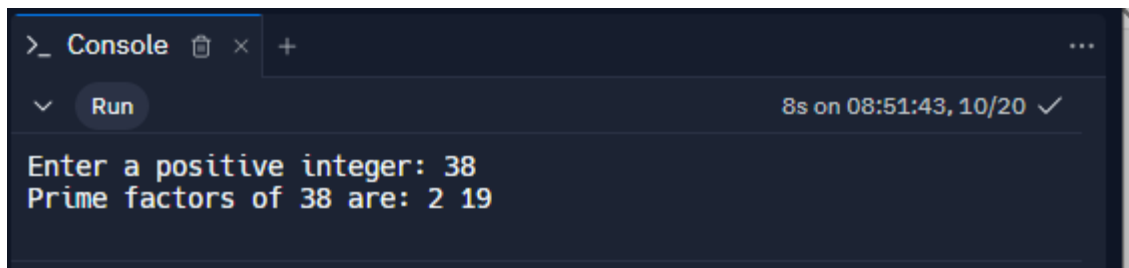 >_ Console
Run 8s on 08:51:43, 10/20
Enter a positive integer: 38
Prime factors of 38 are: 2 19